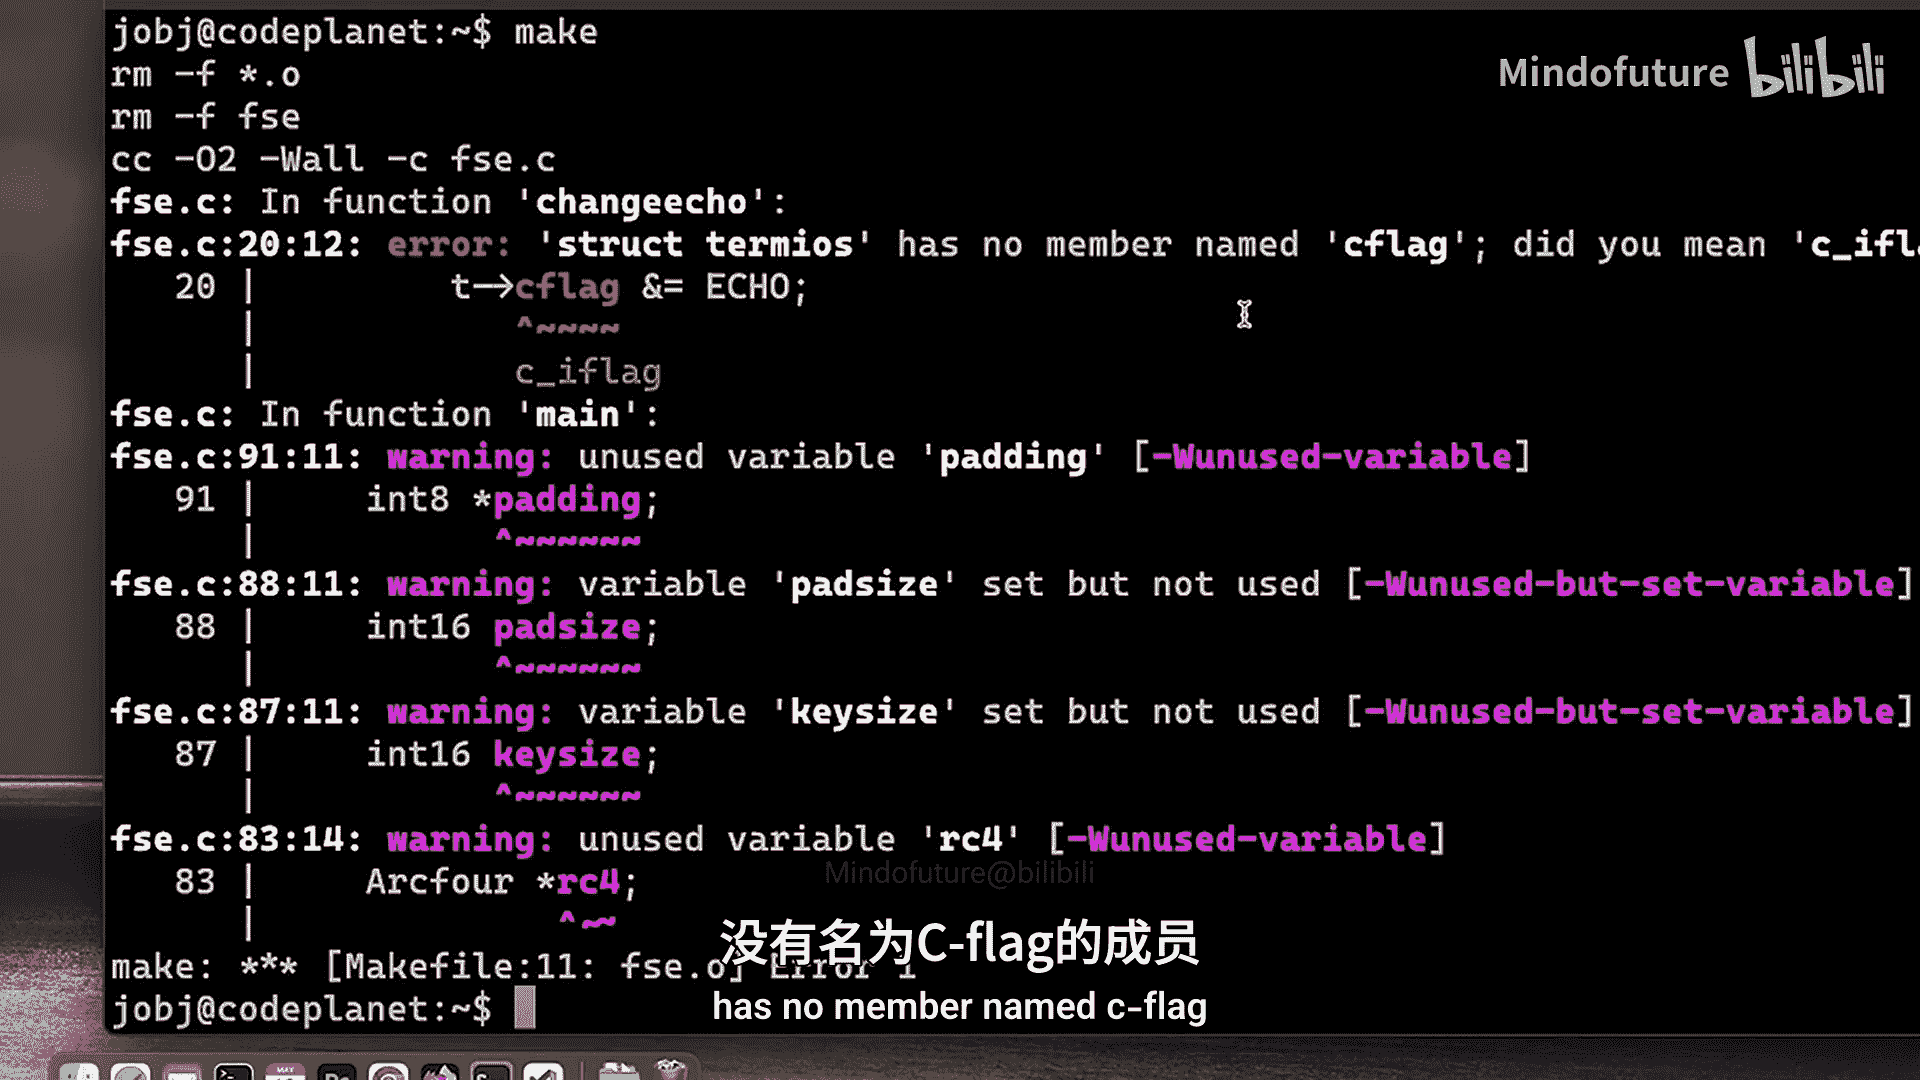 jobj@codeplanet:~$ make
Mindofuture bilibili
rm -f *.o
rm -f fse
cc -O2 -Wall -c fse.c
fse.c: In function 'changeecho':
fse.c:20:12: error: 'struct termios' has no member named 'cflag'; did you mean 'c_ifl
20 | t->cflag &= ECHO;
| ^~~~~
| c_iflag
fse.c: In function 'main':
fse.c:91:11: warning: unused variable 'padding' [-Wunused-variable]
91 | int8 *padding;
| ^~~~~~~
fse.c:88:11: warning: variable 'padsize' set but not used [-Wunused-but-set-variable]
88 | int16 padsize;
| ^~~~~~~
fse.c:87:11: warning: variable 'keysize' set but not used [-Wunused-but-set-variable]
87 | int16 keysize;
| ^~~~~~~
fse.c:83:14: warning: unused variable 'rc4' [-Wunused-variable]
Mindofuture@bilibili
83 | Arcfour *rc4;
| ^~~
没有名为C-flag的成员
make: *** [Makefile:11: fse.o] Error 1
jobj@codeplanet:~$
has no member named c-flag